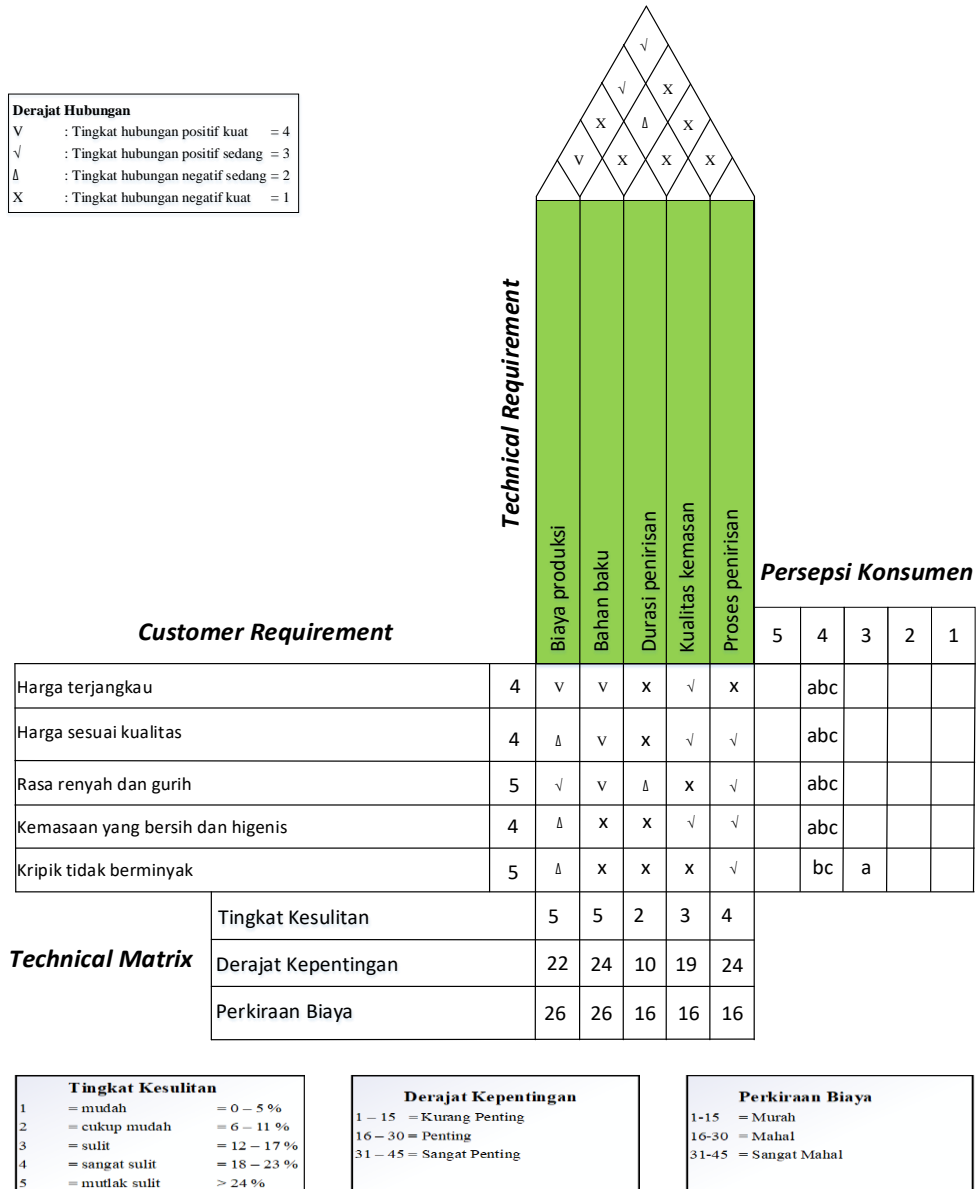 √
√ X
X Δ X
V X X X
Derajat Hubungan
V : Tingkat hubungan positif kuat = 4
√ : Tingkat hubungan positif sedang = 3
Δ : Tingkat hubungan negatif sedang = 2
X : Tingkat hubungan negatif kuat = 1
Technical Requirement
Biaya produksi
Bahan baku
Durasi penirisan
Kualitas kemasan
Proses penirisan
Persepsi Konsumen
Customer Requirement
5 4 3 2 1
Harga terjangkau 4 V V x √ x abc
Harga sesuai kualitas 4 Δ V x √ √ abc
Rasa renyah dan gurih 5 √ V Δ x √ abc
Kemasaan yang bersih dan higenis 4 Δ x x √ √ abc
Kripik tidak berminyak 5 Δ x x x √ bc a
Technical Matrix
Tingkat Kesulitan 5 5 2 3 4
Derajat Kepentingan 22 24 10 19 24
Perkiraan Biaya 26 26 16 16 16
Tingkat Kesulitan
1 = mudah = 0 – 5 %
2 = cukup mudah = 6 – 11 %
3 = sulit = 12 – 17 %
4 = sangat sulit = 18 – 23 %
5 = mutlak sulit > 24 %
Derajat Kepentingan
1 – 15 = Kurang Penting
16 – 30 = Penting
31 – 45 = Sangat Penting
Perkiraan Biaya
1-15 = Murah
16-30 = Mahal
31-45 = Sangat Mahal